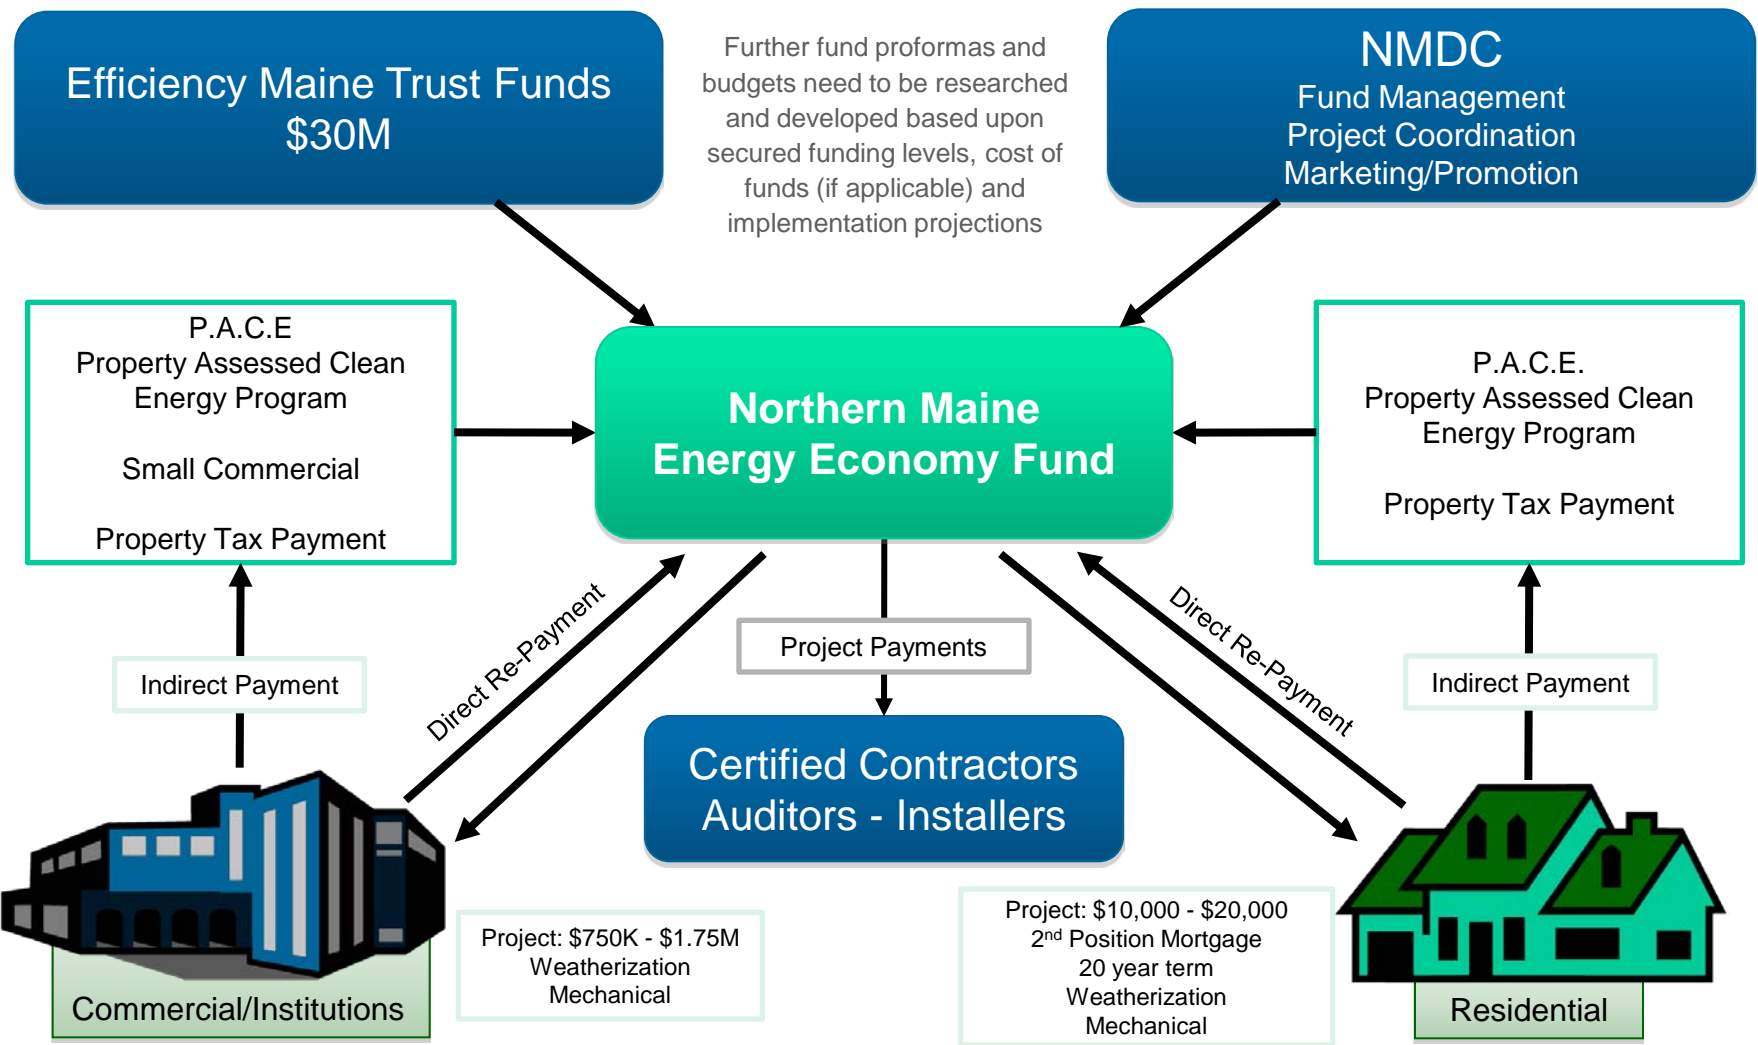 Efficiency Maine Trust Funds
$30M
Further fund proformas and
budgets need to be researched
and developed based upon
secured funding levels, cost of
funds (if applicable) and
implementation projections
NMDC
Fund Management
Project Coordination
Marketing/Promotion
P.A.C.E
Property Assessed Clean
Energy Program
Small Commercial
Property Tax Payment
Northern Maine
Energy Economy Fund
P.A.C.E.
Property Assessed Clean
Energy Program
Property Tax Payment
Indirect Payment
Direct Re-Payment
Project Payments
Direct Re-Payment
Indirect Payment
Certified Contractors
Auditors - Installers
Project: $750K - $1.75M
Weatherization
Mechanical
Project: $10,000 - $20,000
2nd Position Mortgage
20 year term
Weatherization
Mechanical
Commercial/Institutions
Residential